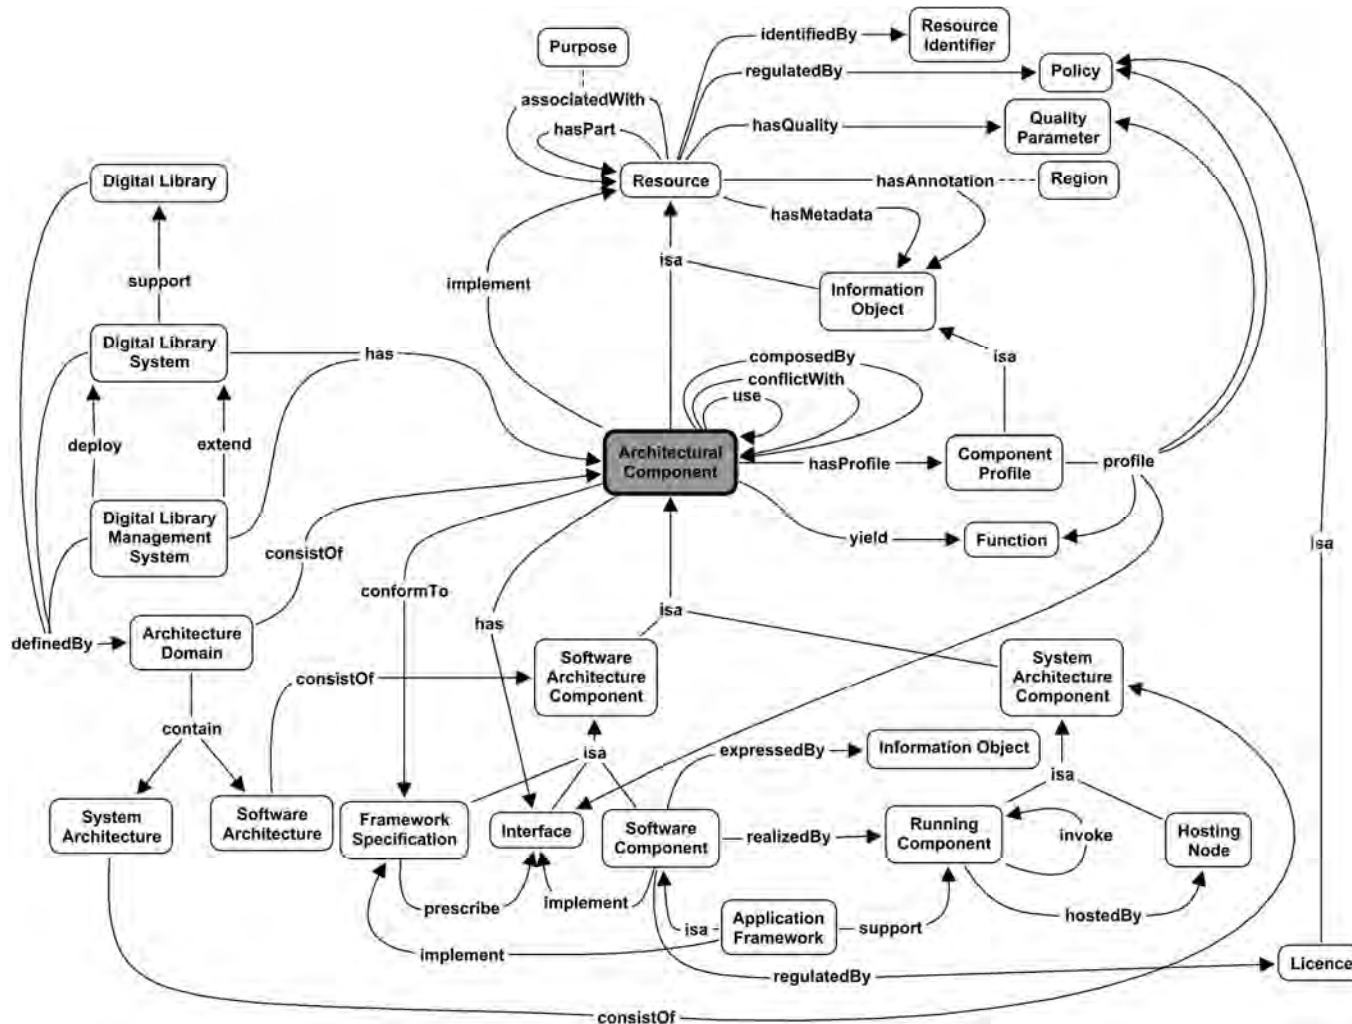 identifiedBy
Resource
Identifier
Purpose
regulatedBy
Policy
associatedWith
hasPart
hasQuality
Quality
Parameter
Digital Library
Resource
hasAnnotation
Region
hasMetadata
isa
support
implement
Information
Object
Digital Library
System
has
composedBy
conflictWith
use
isa
deploy
extend
Architectural
Component
hasProfile
Component
Profile
profile
Digital Library
Management
System
consistOf
yield
Function
isa
conformTo
has
isa
definedBy
Architecture
Domain
Software
Architecture
Component
System
Architecture
Component
consistOf
contain
isa
expressedBy
Information Object
isa
System
Architecture
Software
Architecture
Framework
Specification
Interface
Software
Component
realizedBy
Running
Component
invoke
Hosting
Node
prescribe
implement
isa
Application
Framework
support
hostedBy
implement
regulatedBy
Licence
consistOf